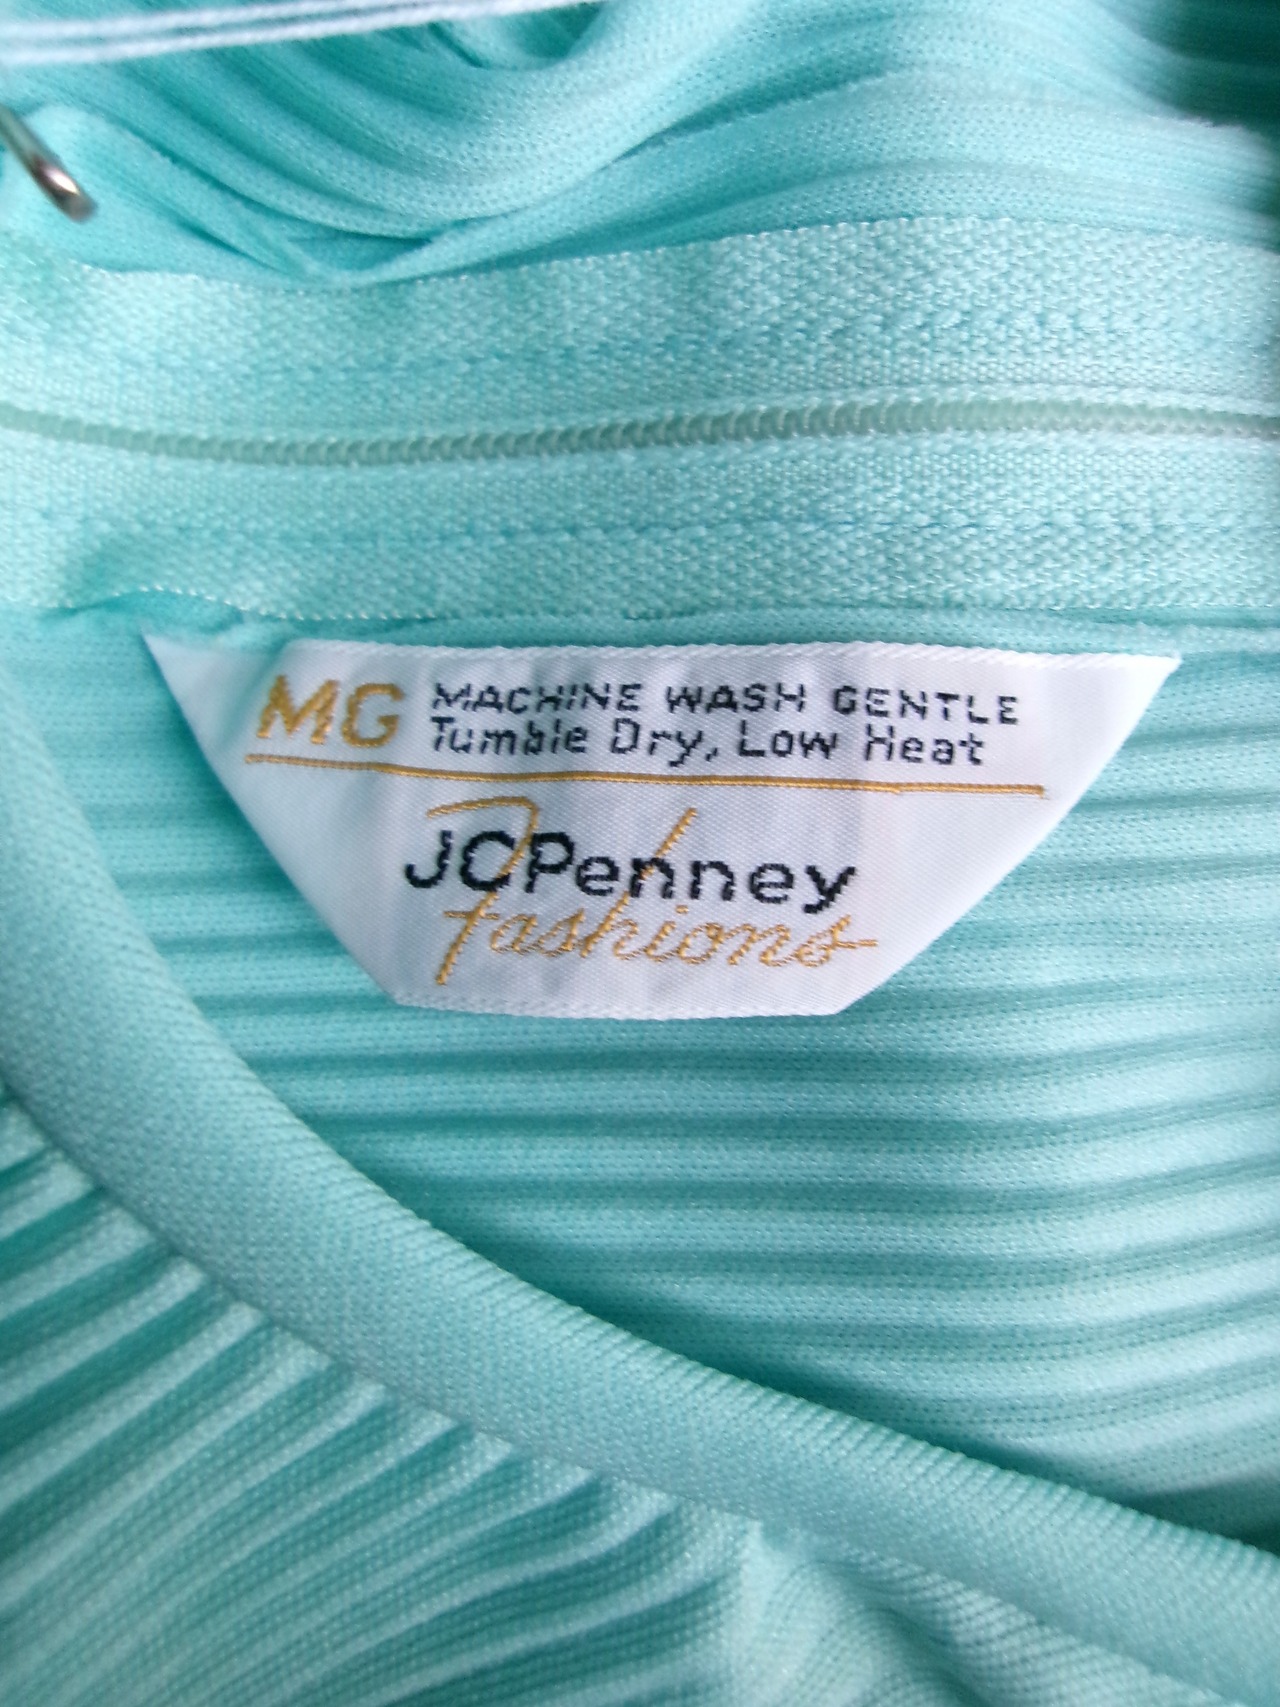 MG MACHINE WASH GENTLE
Tumble Dry, Low Heat
JCPenney
fashions